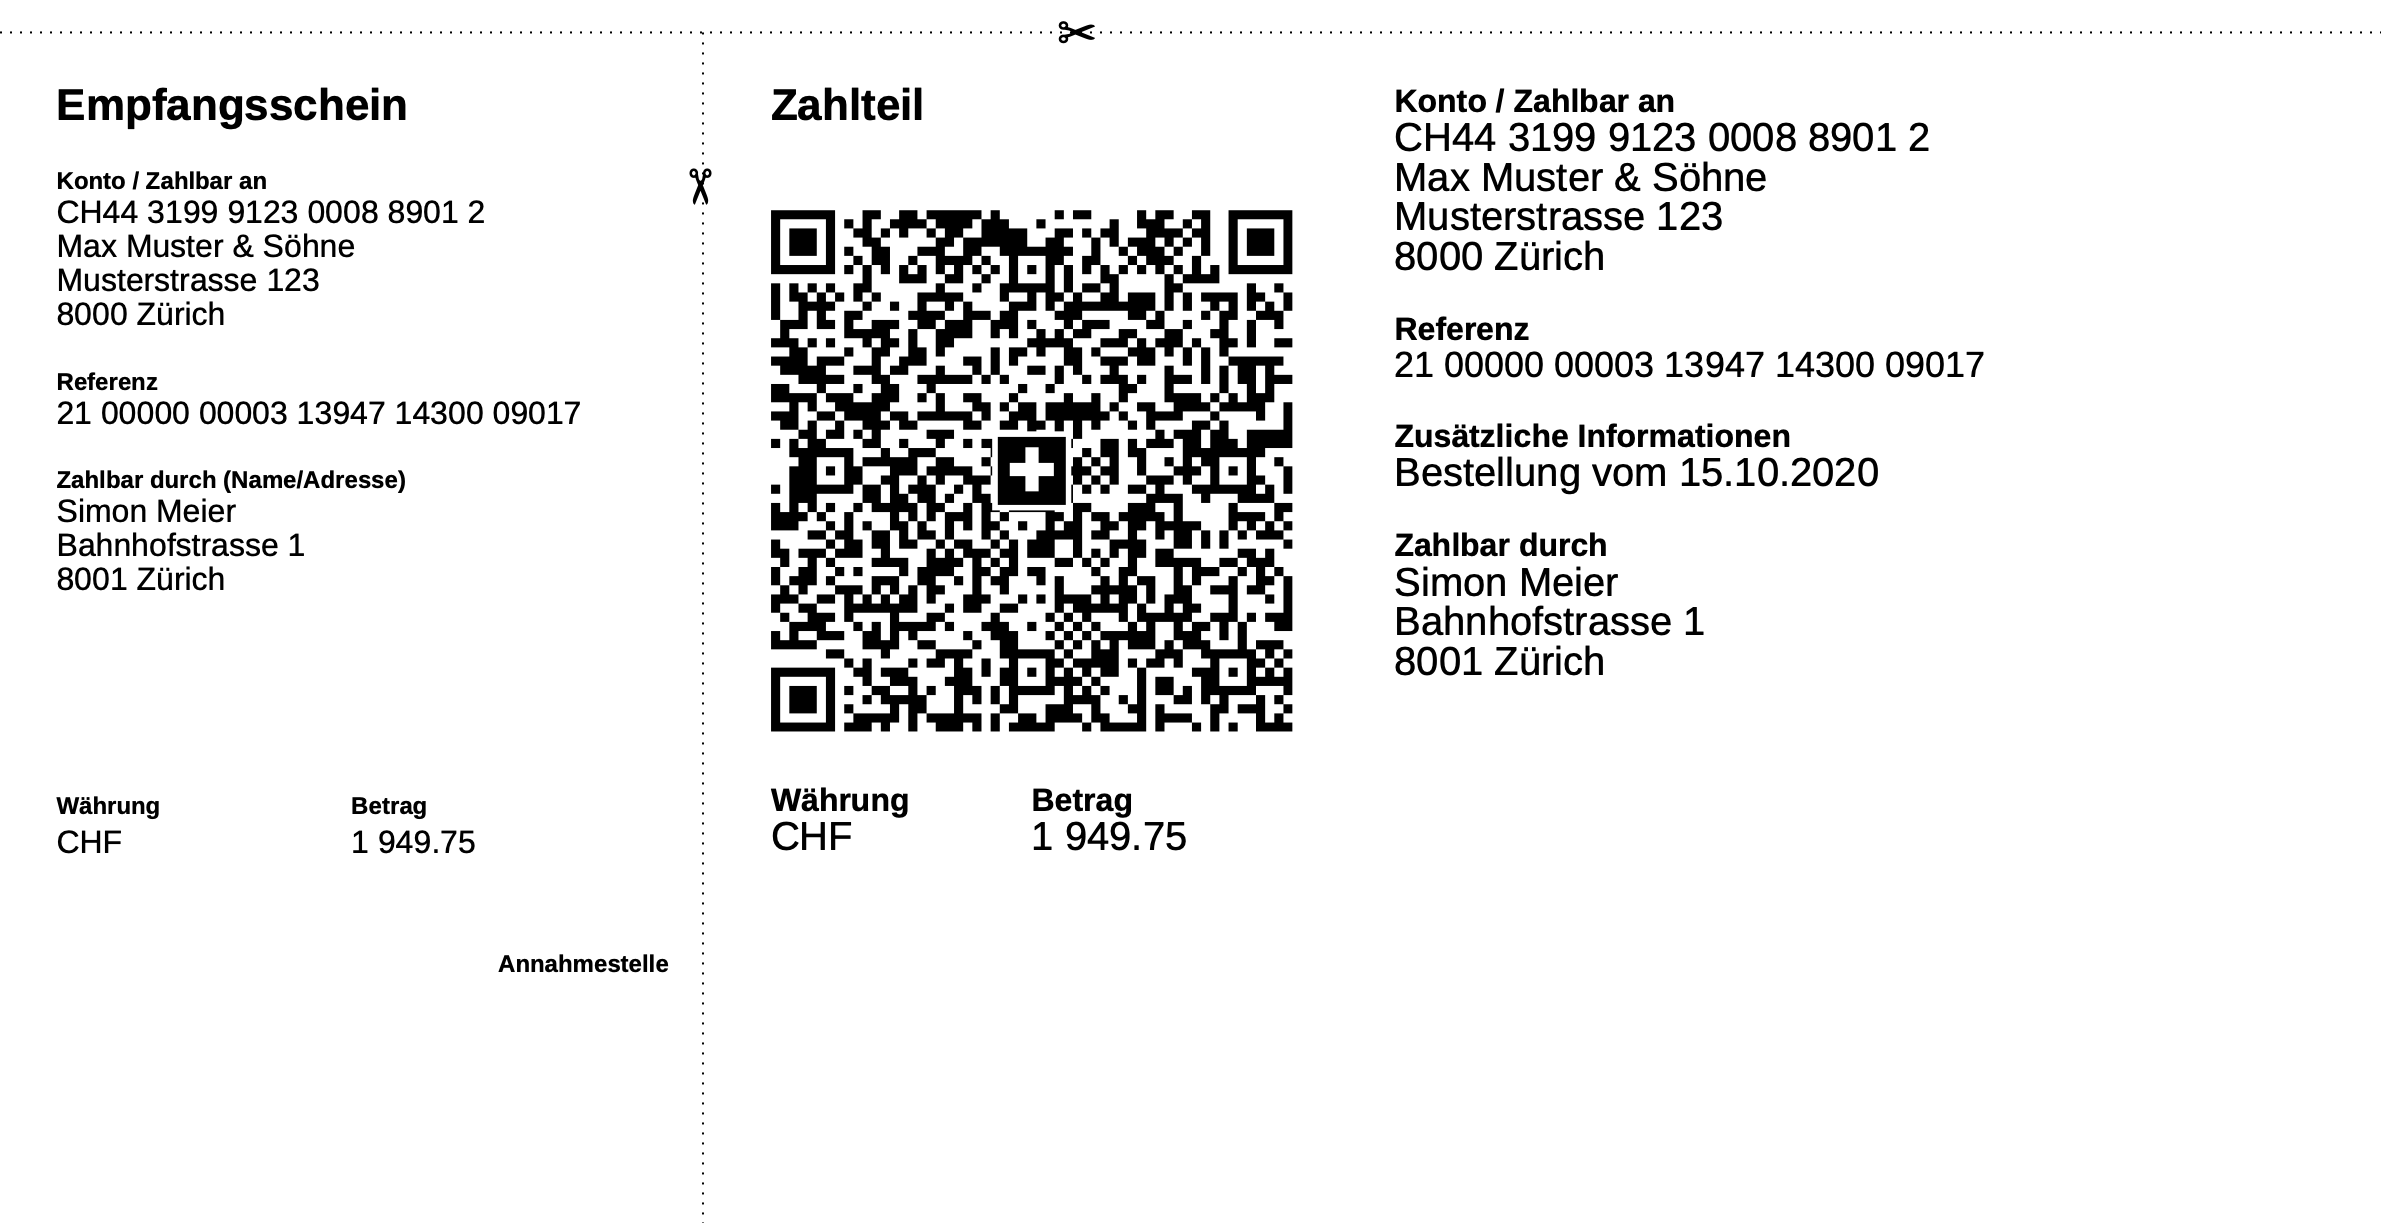 Empfangsschein
Konto / Zahlbar an
CH44 3199 9123 0008 8901 2
Max Muster & Söhne
Musterstrasse 123
8000 Zürich
Referenz
21 00000 00003 13947 14300 09017
Zahlbar durch (Name/Adresse)
Simon Meier
Bahnhofstrasse 1
8001 Zürich
Währung Betrag
CHF 1 949.75
Annahmestelle
Zahlteil
Währung Betrag
CHF 1 949.75
Konto / Zahlbar an
CH44 3199 9123 0008 8901 2
Max Muster & Söhne
Musterstrasse 123
8000 Zürich
Referenz
21 00000 00003 13947 14300 09017
Zusätzliche Informationen
Bestellung vom 15.10.2020
Zahlbar durch
Simon Meier
Bahnhofstrasse 1
8001 Zürich